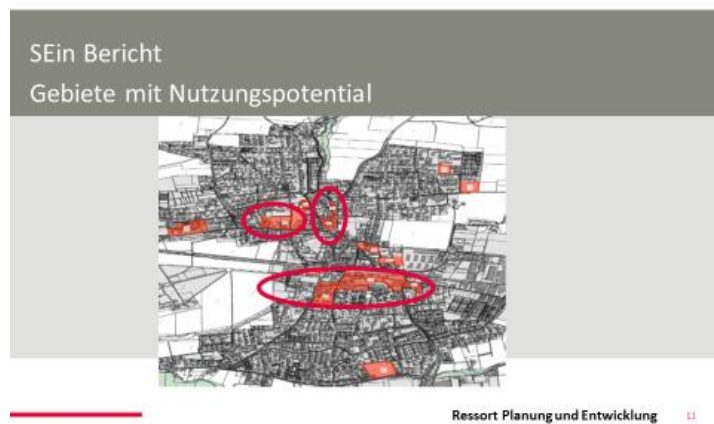 SEin Bericht
Gebiete mit Nutzungspotential
Ressort Planung und Entwicklung
11